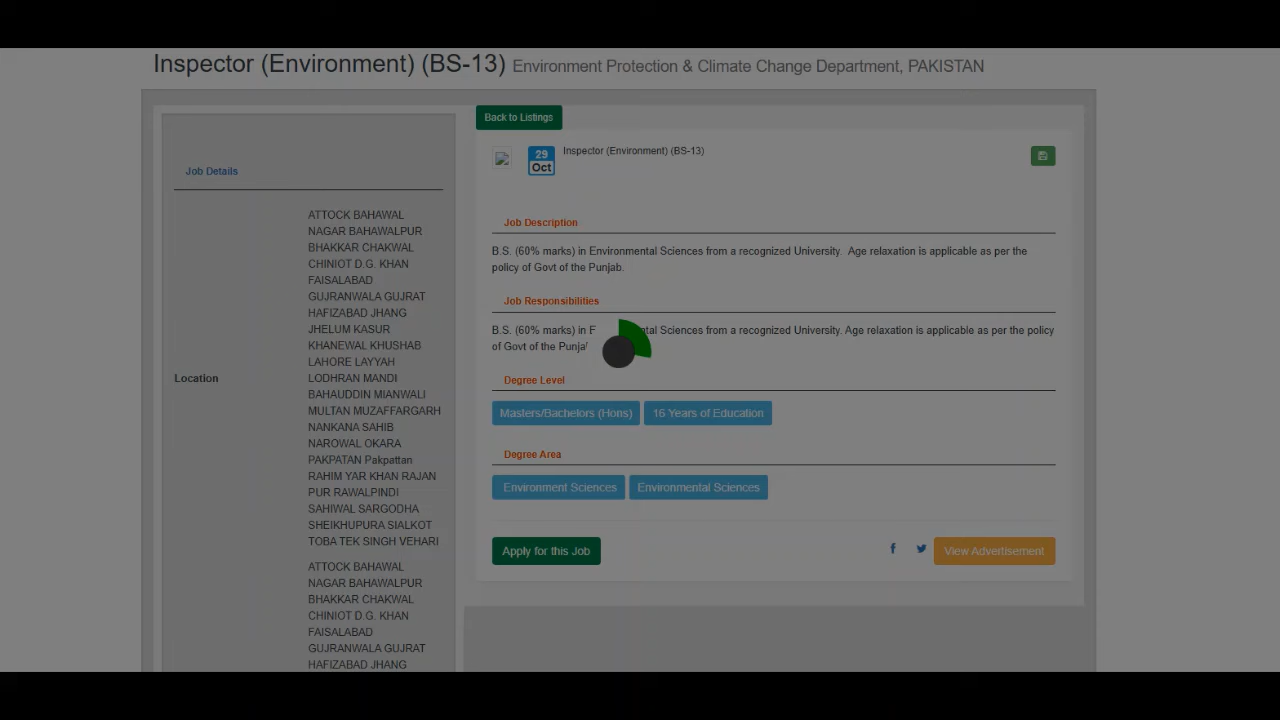 Inspector (Environment) (BS-13) Environment Protection & Climate Change Department, PAKISTAN
Back to Listings
29
Oct
Inspector (Environment) (BS-13)
Job Details
Location
ATTOCK BAHAWAL
NAGAR BAHAWALPUR
BHAKKAR CHAKWAL
CHINIOT D.G. KHAN
FAISALABAD
GUJRANWALA GUJRAT
HAFIZABAD JHANG
JHELUM KASUR
KHANEWAL KHUSHAB
LAHORE LAYYAH
LODHRAN MANDI
BAHAUDDIN MIANWALI
MULTAN MUZAFFARGARH
NANKANA SAHIB
NAROWAL OKARA
PAKPATAN Pakpattan
RAHIM YAR KHAN RAJAN
PUR RAWALPINDI
SAHIWAL SARGODHA
SHEIKHUPURA SIALKOT
TOBA TEK SINGH VEHARI
ATTOCK BAHAWAL
NAGAR BAHAWALPUR
BHAKKAR CHAKWAL
CHINIOT D.G. KHAN
FAISALABAD
GUJRANWALA GUJRAT
HAFIZABAD JHANG
Job Description
B.S. (60% marks) in Environmental Sciences from a recognized University. Age relaxation is applicable as per the
policy of Govt of the Punjab.
Job Responsibilities
B.S. (60% marks) in Sciences from a recognized University. Age relaxation is applicable as per the policy
of Govt of the
Degree Level
Masters/Bachelors (Hons)
16 Years of Education
Degree Area
Environment Sciences
Environmental Sciences
Apply for this Job
View Advertisement